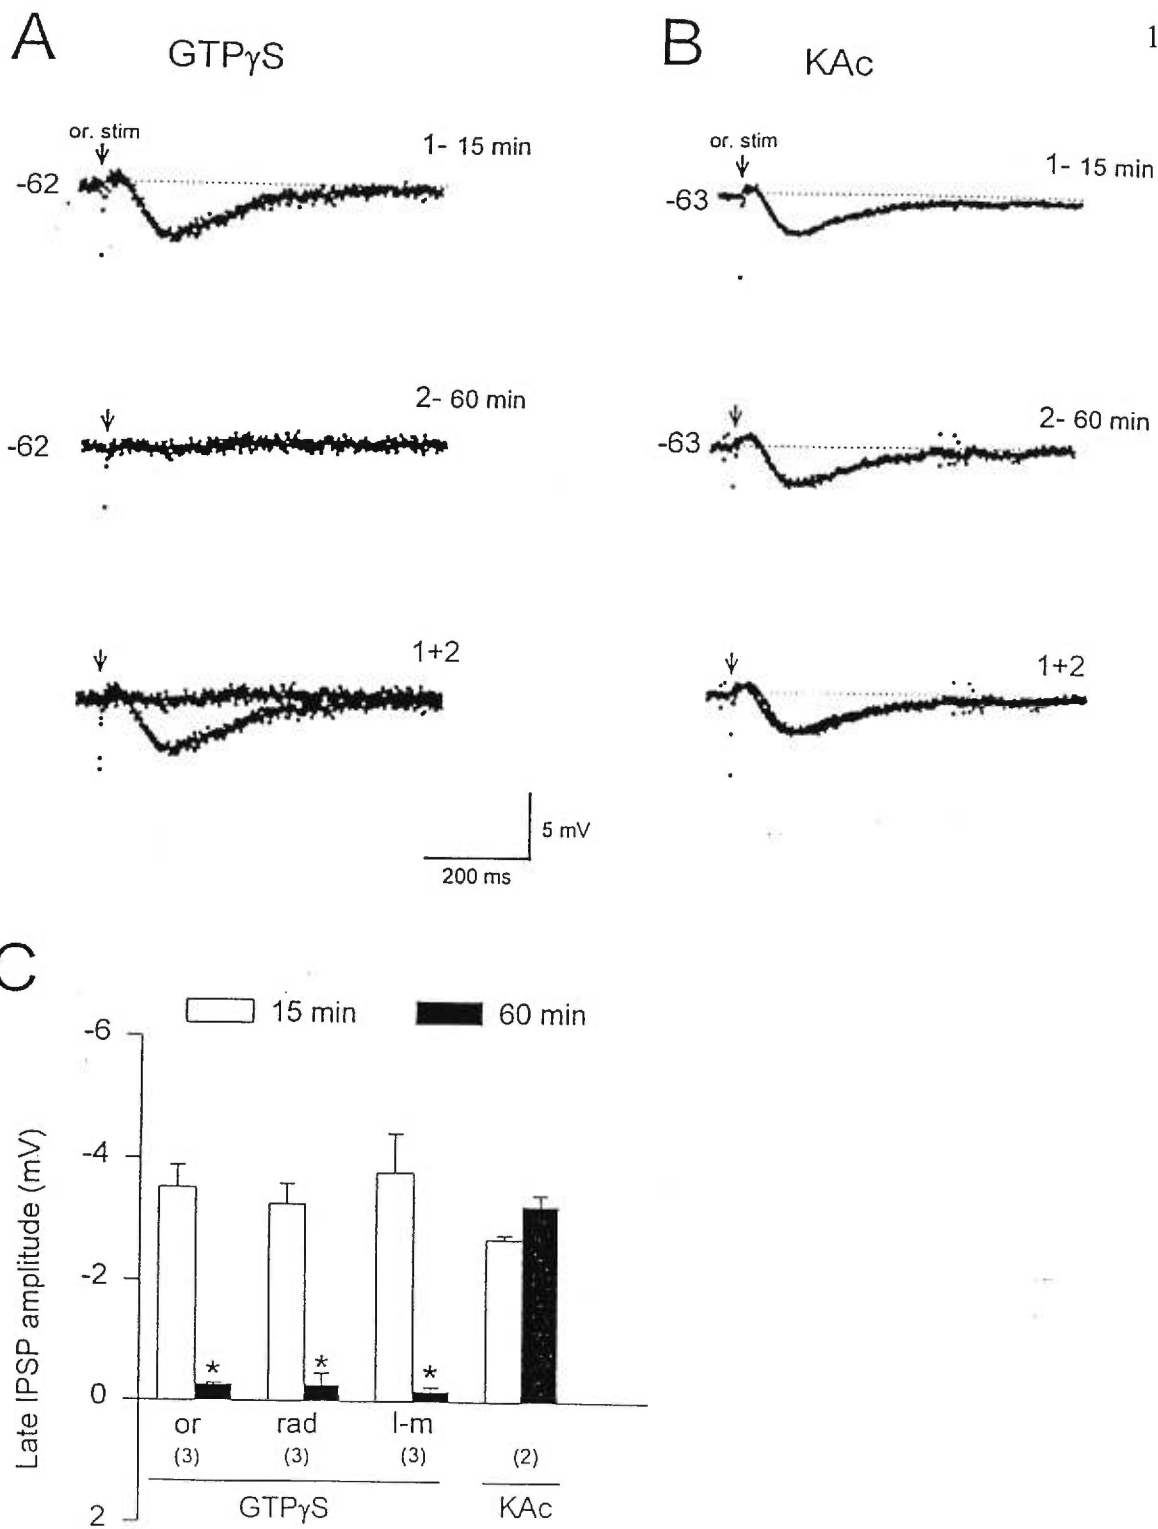 A
GTPγS
B
KAc
1
or. stim
1- 15 min
-62
or. stim
1- 15 min
-63
2- 60 min
-62
2- 60 min
-63
1+2
1+2
5 mV
200 ms
C
15 min
60 min
Late IPSP amplitude (mV)
-6
-4
-2
0
2
*
*
*
or
rad
l-m
(3)
(3)
(3)
(2)
GTPγS
KAc